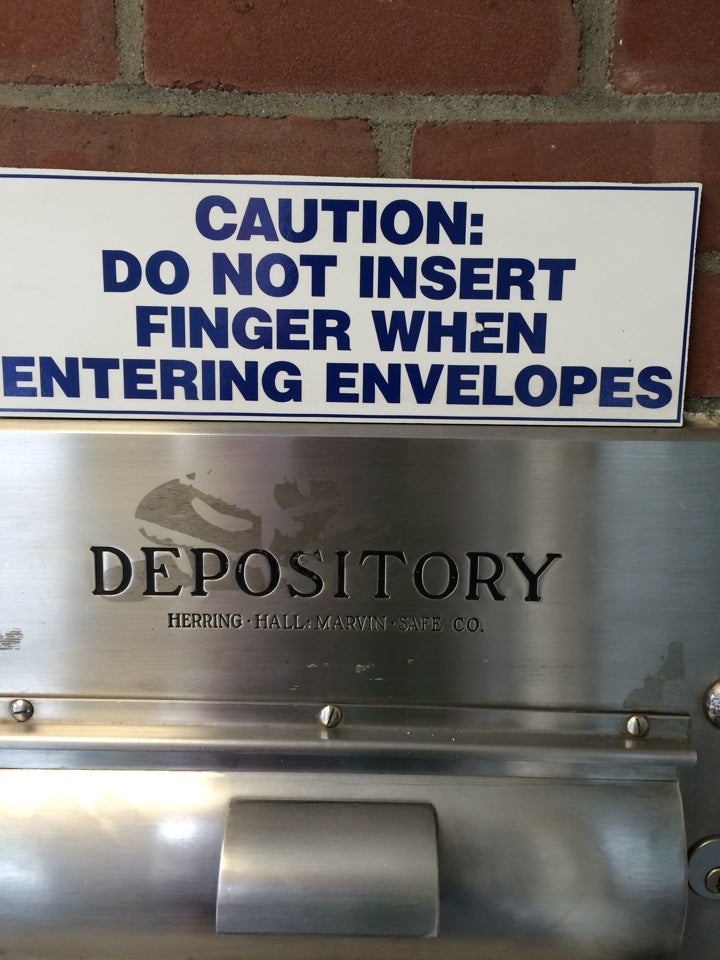 CAUTION:
DO NOT INSERT
FINGER WHEN
ENTERING ENVELOPES
DEPOSITORY
HERRING · HALL : MARVIN · SAFE CO.